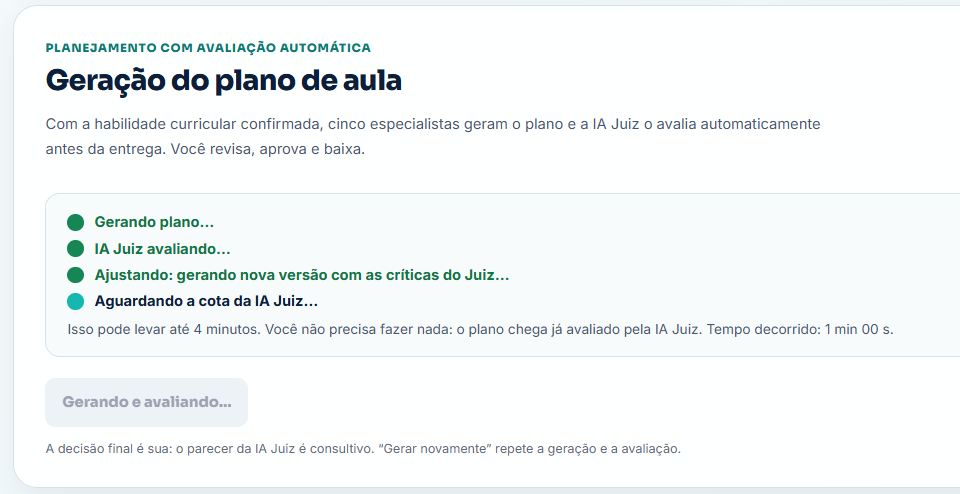 PLANEJAMENTO COM AVALIAÇÃO AUTOMÁTICA
Geração do plano de aula
Com a habilidade curricular confirmada, cinco especialistas geram o plano e a IA Juiz o avalia automaticamente
antes da entrega. Você revisa, aprova e baixa.
Gerando plano...
IA Juiz avaliando...
Ajustando: gerando nova versão com as críticas do Juiz...
Aguardando a cota da IA Juiz...
Isso pode levar até 4 minutos. Você não precisa fazer nada: o plano chega já avaliado pela IA Juiz. Tempo decorrido: 1 min 00 s.
Gerando e avaliando...
A decisão final é sua: o parecer da IA Juiz é consultivo. “Gerar novamente” repete a geração e a avaliação.